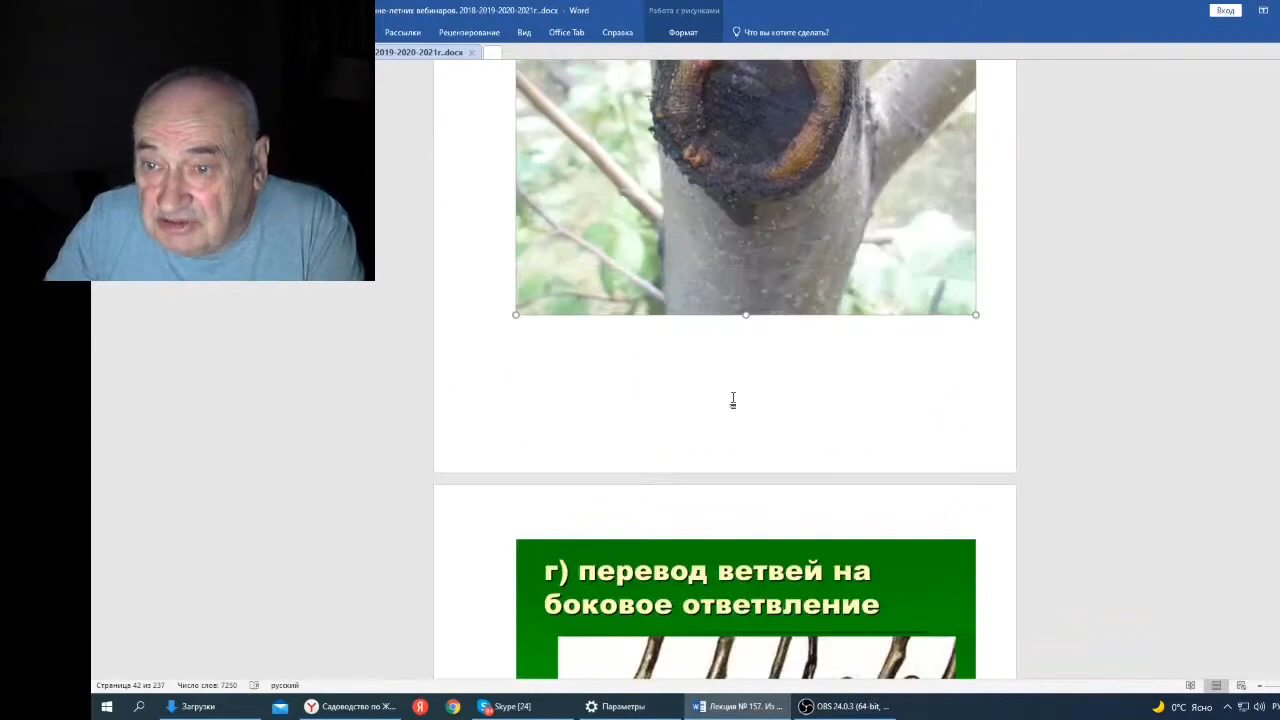 не-летних вебинаров. 2018-2019-2020-2021г...docx - Word
Работа с рисунками
Вход
Рассылки Рецензирование Вид Office Tab Справка Формат Что вы хотите сделать?
2019-2020-2021г...docx
г) перевод ветвей на
боковое ответвление
Страница 42 из 237 Число слов: 7250 русский
Загрузки Садоводство по Ж... Skype [24] Параметры Лекция № 157. Из ... OBS 24.0.3 (64-bit, ... 0°C Ясно